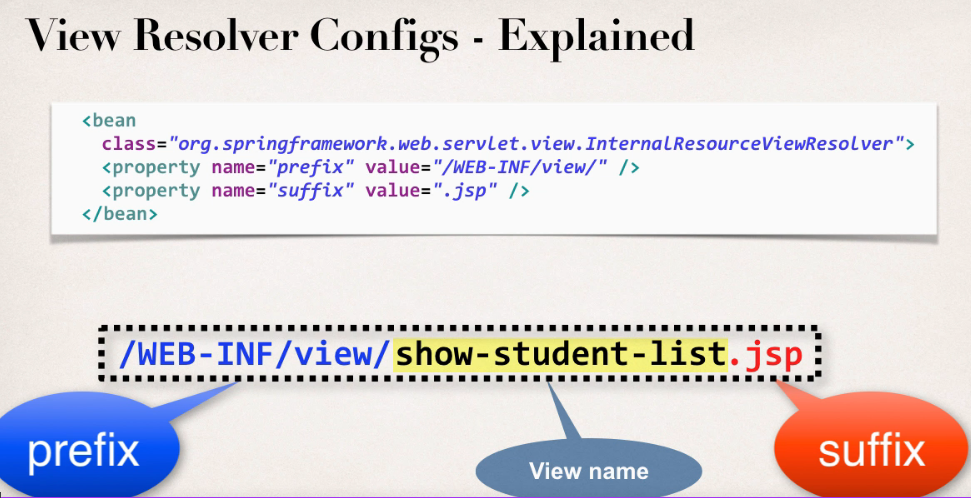 View Resolver Configs - Explained
<bean
class="org.springframework.web.servlet.view.InternalResourceViewResolver">
<property name="prefix" value="/WEB-INF/view/" />
<property name="suffix" value=".jsp" />
</bean>
/WEB-INF/view/show-student-list.jsp
prefix
View name
suffix